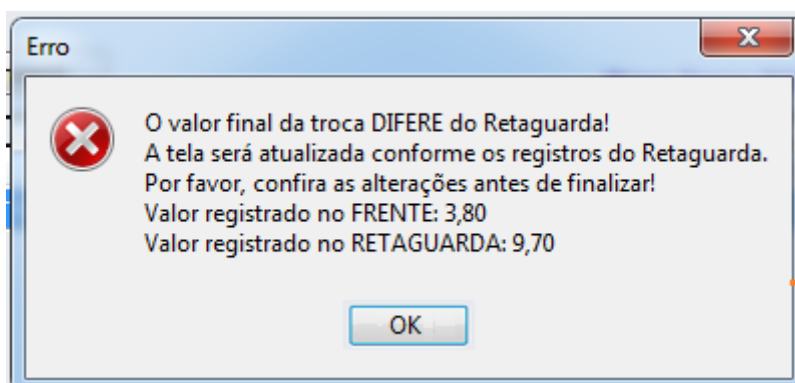 Erro
O valor final da troca DIFERE do Retaguarda!
A tela será atualizada conforme os registros do Retaguarda.
Por favor, confira as alterações antes de finalizar!
Valor registrado no FRENTE: 3,80
Valor registrado no RETAGUARDA: 9,70
OK